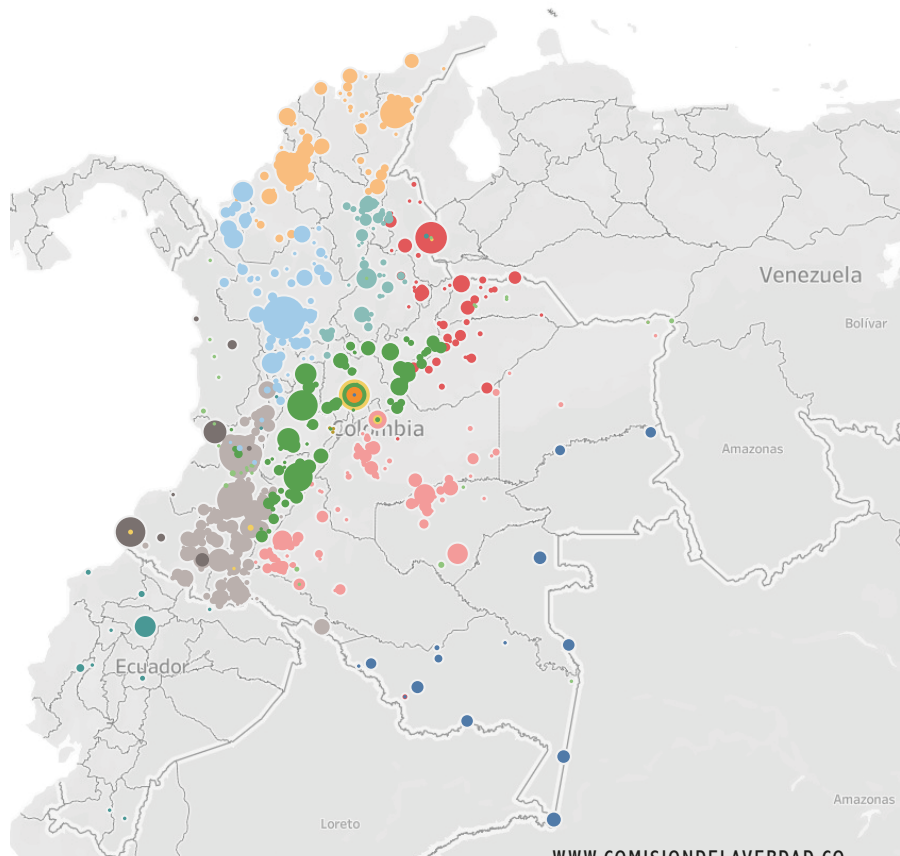 Venezuela
Bolívar
Colombia
Amazonas
Ecuador
Amazonas
Loreto
WWW.COMISIONDELAVERDAD.CO